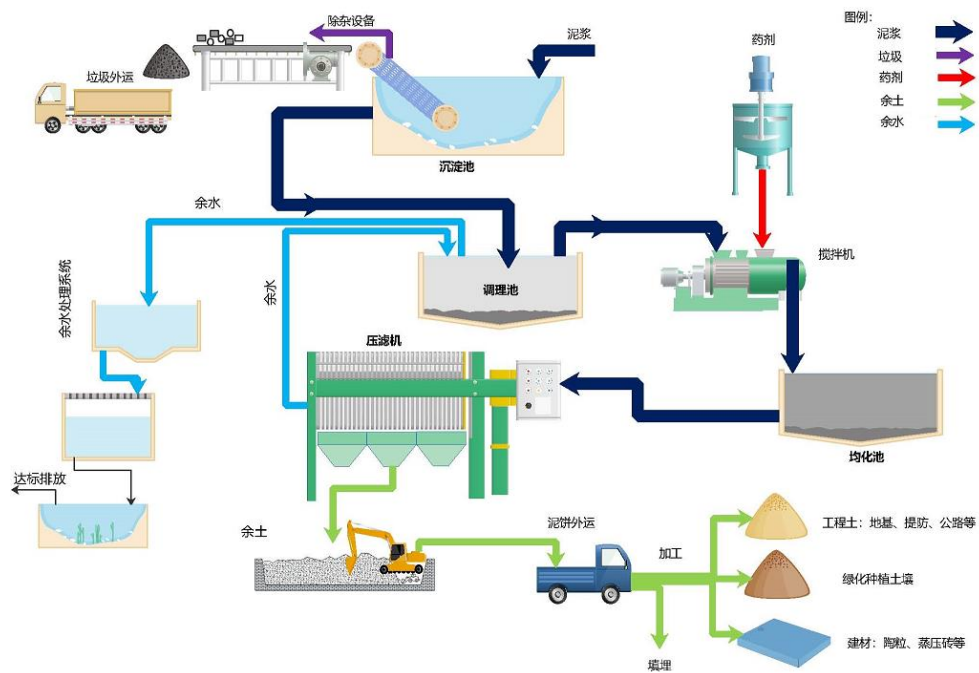 除杂设备
泥浆
药剂
图例：
泥浆
垃圾
药剂
余土
余水
垃圾外运
沉淀池
余水
搅拌机
余水处理系统
余水
调理池
压滤机
均化池
达标排放
余土
泥饼外运
加工
工程土：地基、提防、公路等
绿化种植土壤
建材：陶粒、蒸压砖等
填埋